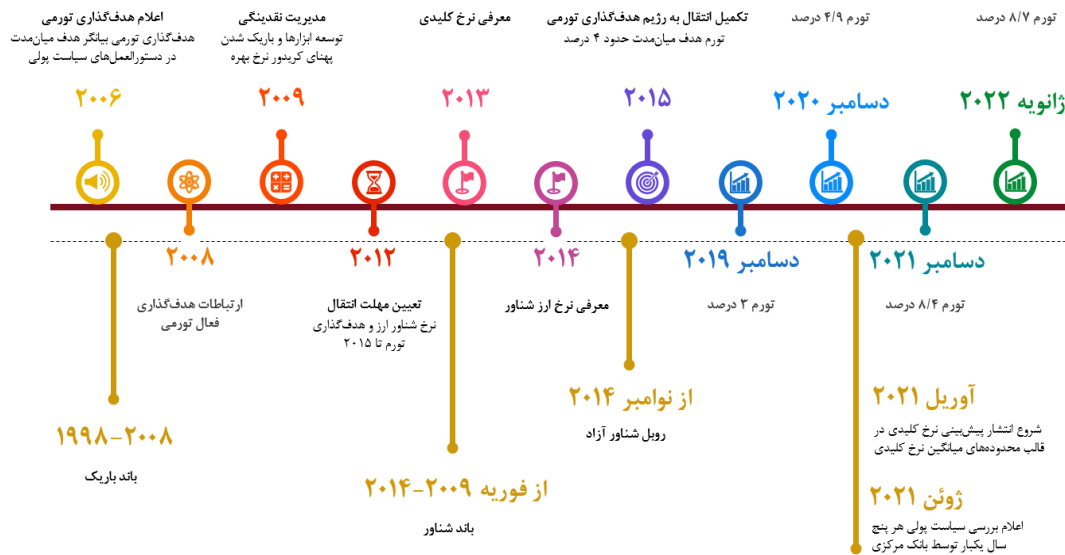 اعلام هدف‌گذاری تورمی
هدف‌گذاری تورمی بیانگر هدف میان‌مدت
در دستورالعمل‌های سیاست پولی
۲۰۰۶
مدیریت نقدینگی
توسعه ابزارها و باریک شدن
پهنای کریدور نرخ بهره
۲۰۰۹
معرفی نرخ کلیدی
۲۰۱۳
تکمیل انتقال به رژیم هدف‌گذاری تورمی
تورم هدف میان‌مدت حدود ۴ درصد
۲۰۱۵
تورم ۴/۹ درصد
دسامبر ۲۰۲۰
تورم ۸/۷ درصد
ژانویه ۲۰۲۲
۲۰۰۸
ارتباطات هدف‌گذاری
فعال تورمی
۲۰۱۲
تعیین مهلت انتقال
نرخ شناور ارز و هدف‌گذاری
تورم تا ۲۰۱۵
۲۰۱۴
معرفی نرخ ارز شناور
دسامبر ۲۰۱۹
تورم ۳ درصد
دسامبر ۲۰۲۱
تورم ۸/۴ درصد
۱۹۹۸-۲۰۰۸
باند باریک
از فوریه ۲۰۰۹-۲۰۱۴
باند شناور
از نوامبر ۲۰۱۴
روبل شناور آزاد
آوریل ۲۰۲۱
شروع انتشار پیش‌بینی نرخ کلیدی در
قالب محدوده‌های میانگین نرخ کلیدی
ژوئن ۲۰۲۱
اعلام بررسی سیاست پولی هر پنج
سال یکبار توسط بانک مرکزی